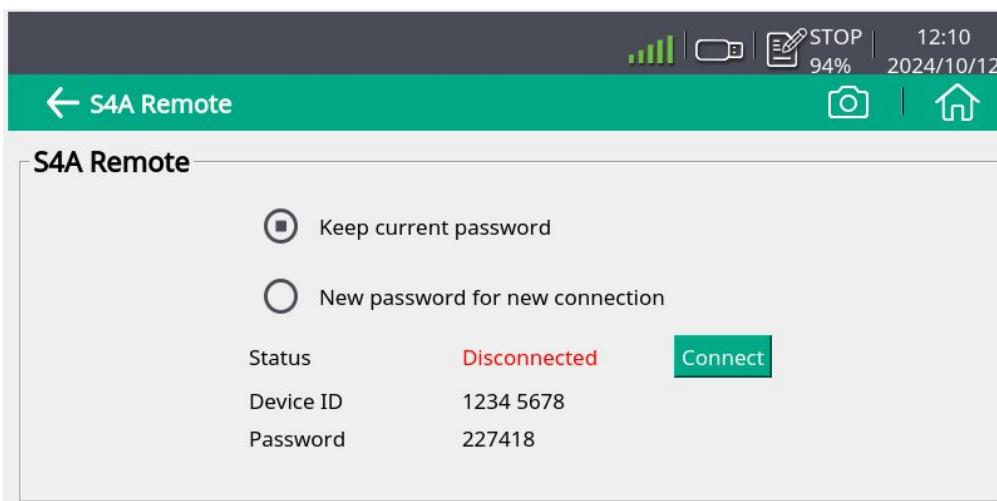 STOP 12:10
94% 2024/10/12
S4A Remote
S4A Remote
Keep current password
New password for new connection
Status Disconnected Connect
Device ID 1234 5678
Password 227418